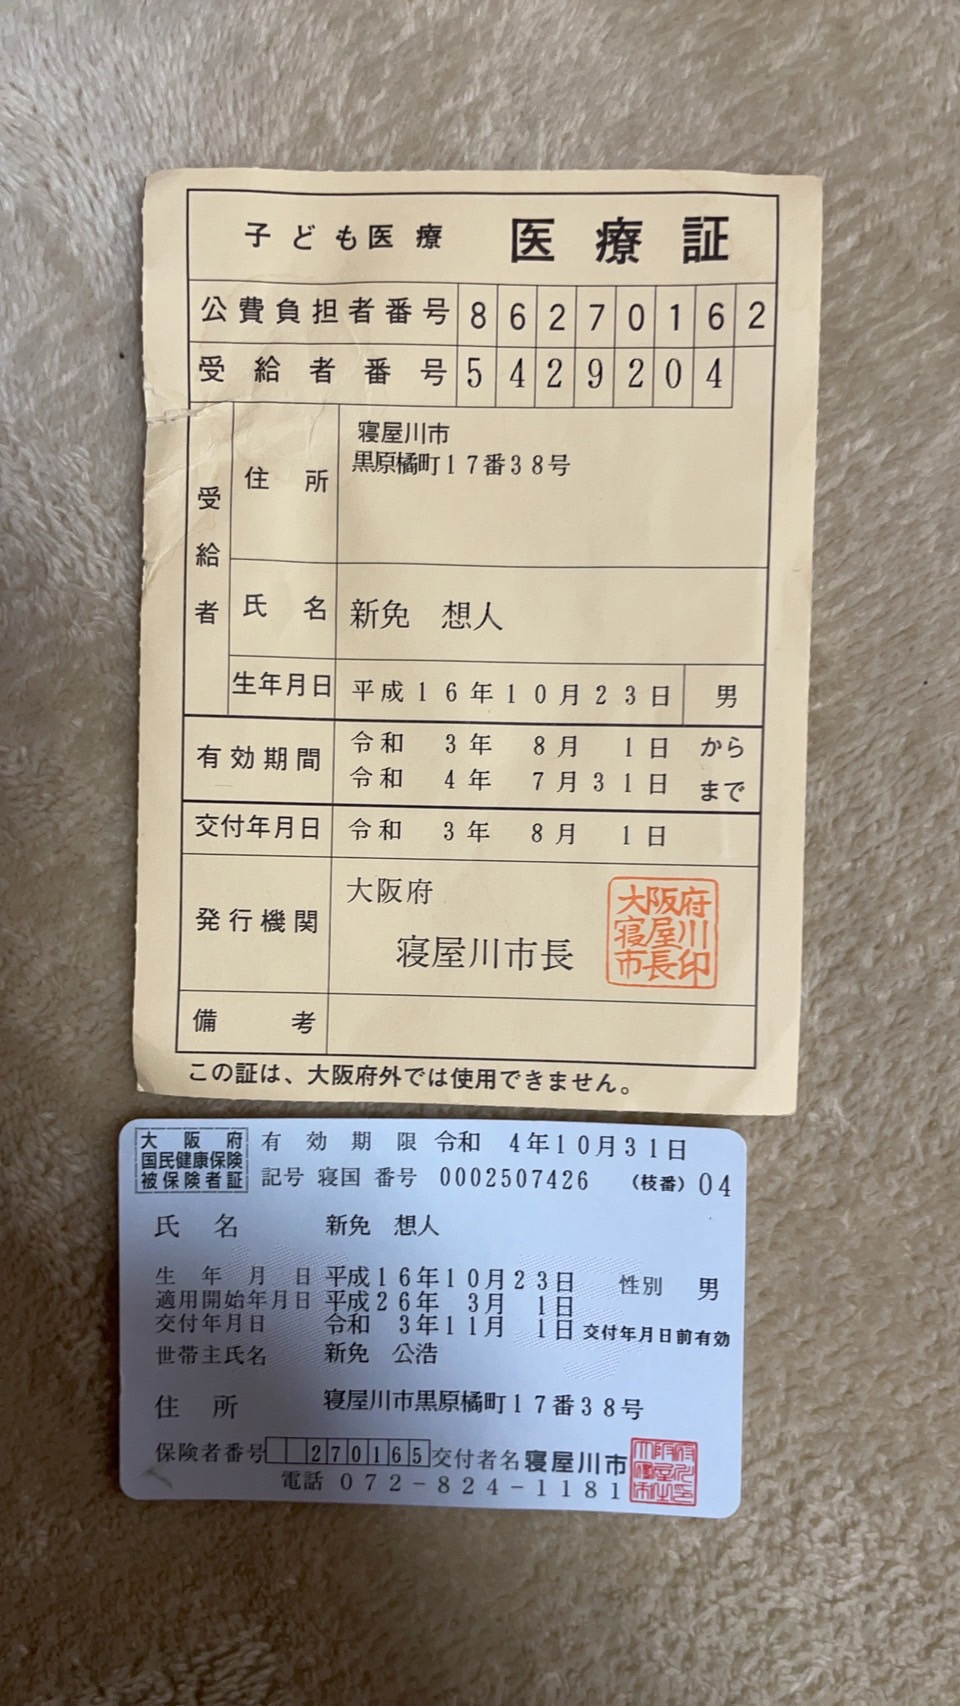 子ども医療 医療証
公費負担者番号 86270162
受給者番号 5429204
受給者
住所 寝屋川市
黒原橘町17番38号
氏名 新免 想人
生年月日 平成16年10月23日 男
有効期間 令和 3年 8月 1日 から
令和 4年 7月31日 まで
交付年月日 令和 3年 8月 1日
発行機関 大阪府
寝屋川市長
大阪府
寝屋川
市長印
備考
この証は、大阪府外では使用できません。
大阪府
国民健康保険
被保険者証
有効期限 令和 4年10月31日
記号 寝国 番号 0002507426 (枝番) 04
氏名 新免 想人
生年月日 平成16年10月23日 性別 男
適用開始年月日 平成26年 3月 1日
交付年月日 令和 3年11月 1日 交付年月日前有効
世帯主氏名 新免 公浩
住所 寝屋川市黒原橘町17番38号
保険者番号 270165 交付者名 寝屋川市
電話 072-824-1181